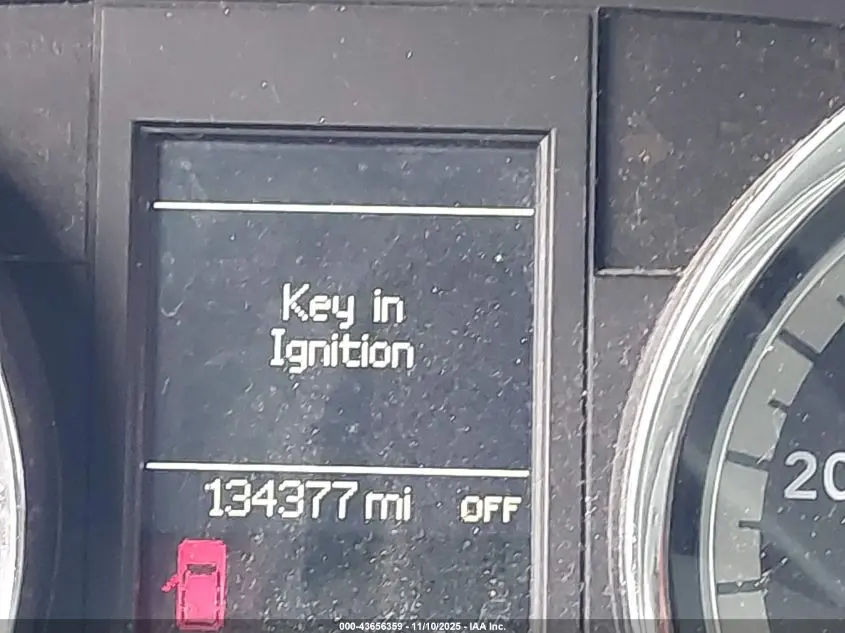 Key in
Ignition
134377 mi OFF
20
000-43656359 - 11/10/2025 - IAA Inc.